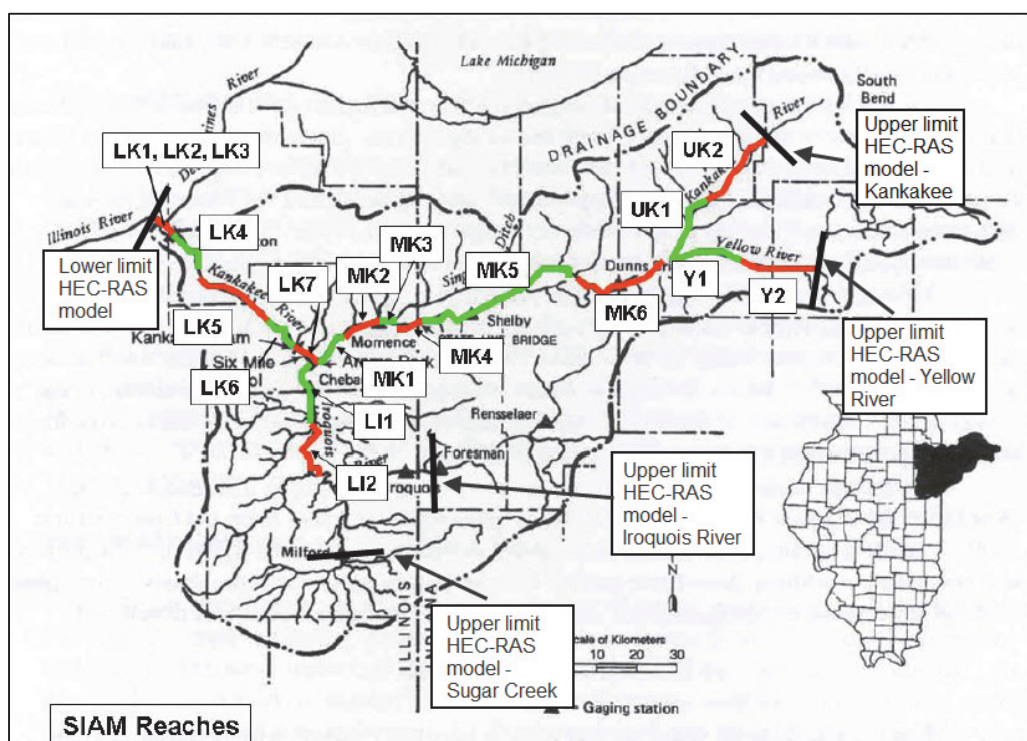 Lake Michigan
River
DRAINAGE BOUNDARY
South
Bend
River
Upper limit
HEC-RAS
model -
Kankakee
LK1, LK2, LK3
UK2
UK1
Illinois River
LK4
Lower limit
HEC-RAS
model
Kankakee
River
LK7
MK2
MK3
MK5
Ditch
Yellow River
Y1
Y2
MK6
LK5
Momence
Shelby
BRIDGE
MK4
Six Mile
LK6
MK1
Upper limit
HEC-RAS
model - Yellow
River
LI1
Iroquois
Rensselaer
Foresman
LI2
Upper limit
HEC-RAS
model -
Iroquois River
Milford
ILLINOIS
Upper limit
HEC-RAS
model -
Sugar Creek
N
Scale of Kilometers
10 20 30
Gaging station
SIAM Reaches